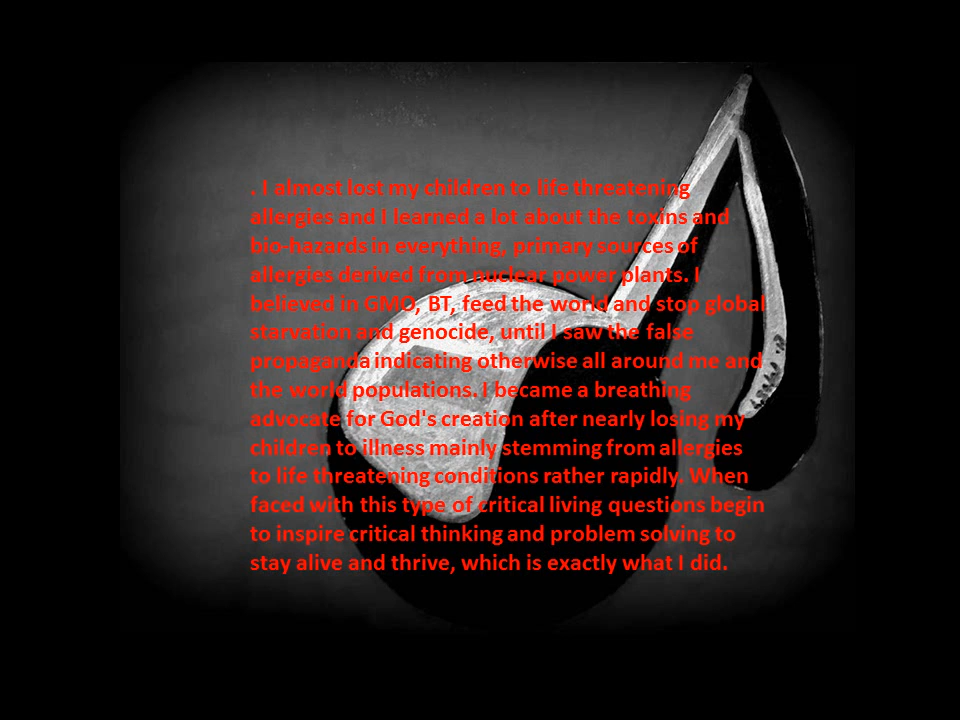 . I almost lost my children to life threatening
allergies and I learned a lot about the toxins and
bio-hazards in everything, primary sources of
allergies derived from nuclear power plants. I
believed in GMO, BT, feed the world and stop global
starvation and genocide, until I saw the false
propaganda indicating otherwise all around me and
the world populations. I became a breathing
advocate for God's creation after nearly losing my
children to illness mainly stemming from allergies
to life threatening conditions rather rapidly. When
faced with this type of critical living questions begin
to inspire critical thinking and problem solving to
stay alive and thrive, which is exactly what I did.